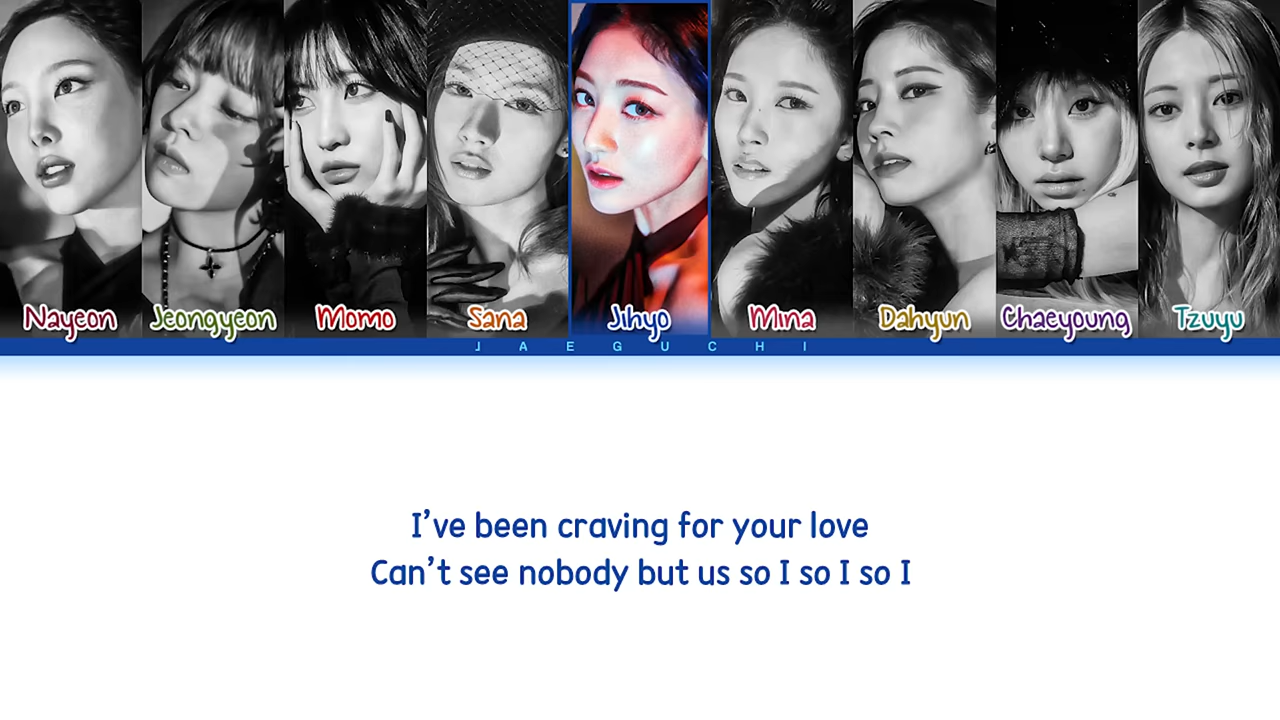 Nayeon Jeongyeon Momo Sana Jihyo Mina Dahyun Chaeyoung Tzuyu
JAEGUCHI
I've been craving for your love
Can't see nobody but us so I so I so I